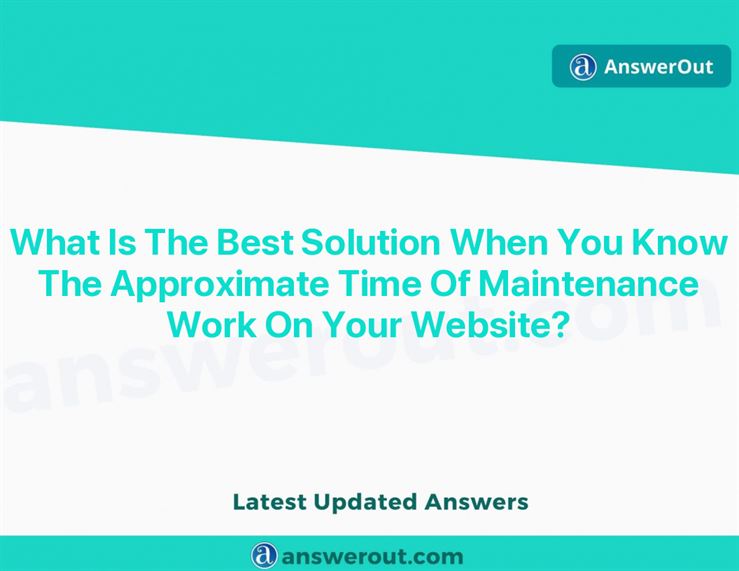 AnswerOut
What Is The Best Solution When You Know
The Approximate Time Of Maintenance
Work On Your Website?
answerout.com
Latest Updated Answers
answerout.com